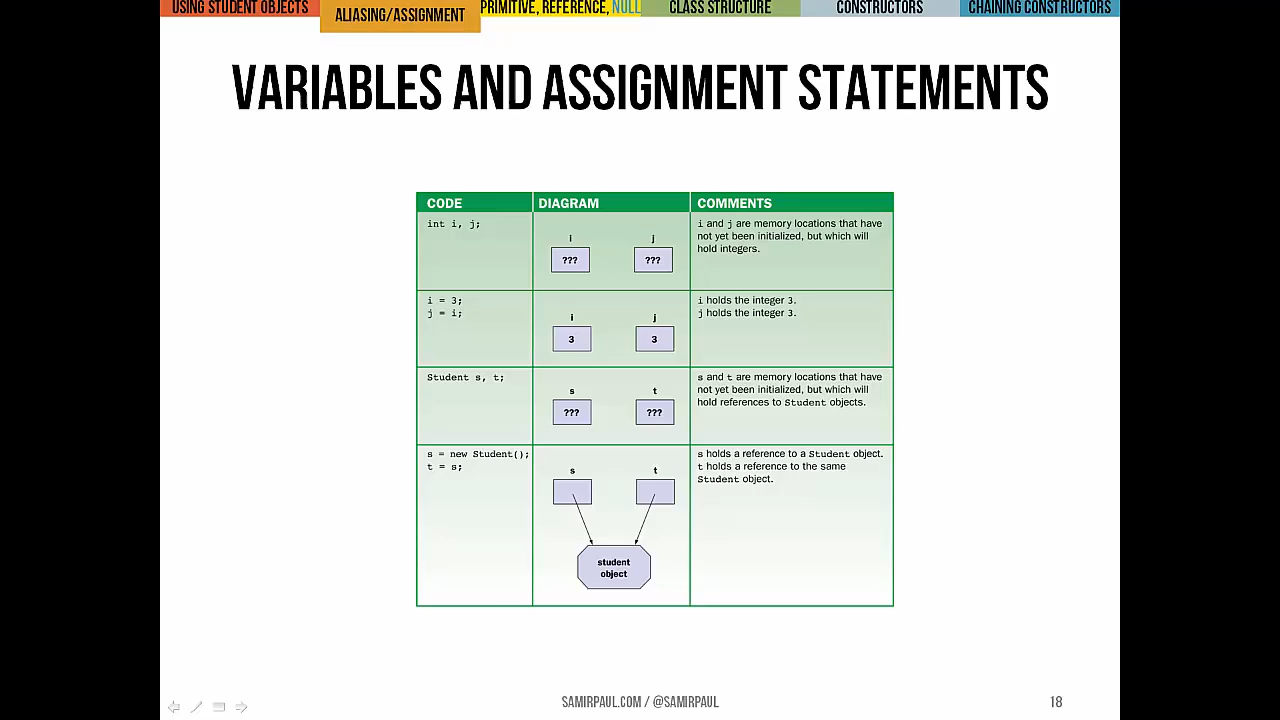 USING STUDENT OBJECTS
ALIASING/ASSIGNMENT
PRIMITIVE, REFERENCE, NULL
CLASS STRUCTURE
CONSTRUCTORS
CHAINING CONSTRUCTORS
VARIABLES AND ASSIGNMENT STATEMENTS
CODE DIAGRAM COMMENTS
int i, j;
i j
??? ???
i and j are memory locations that have
not yet been initialized, but which will
hold integers.
i = 3;
j = i;
i j
3 3
i holds the integer 3.
j holds the integer 3.
Student s, t;
s t
??? ???
s and t are memory locations that have
not yet been initialized, but which will
hold references to Student objects.
s = new Student();
t = s;
s t
student
object
s holds a reference to a Student object.
t holds a reference to the same
Student object.
SAMIRPAUL.COM / @SAMIRPAUL
18